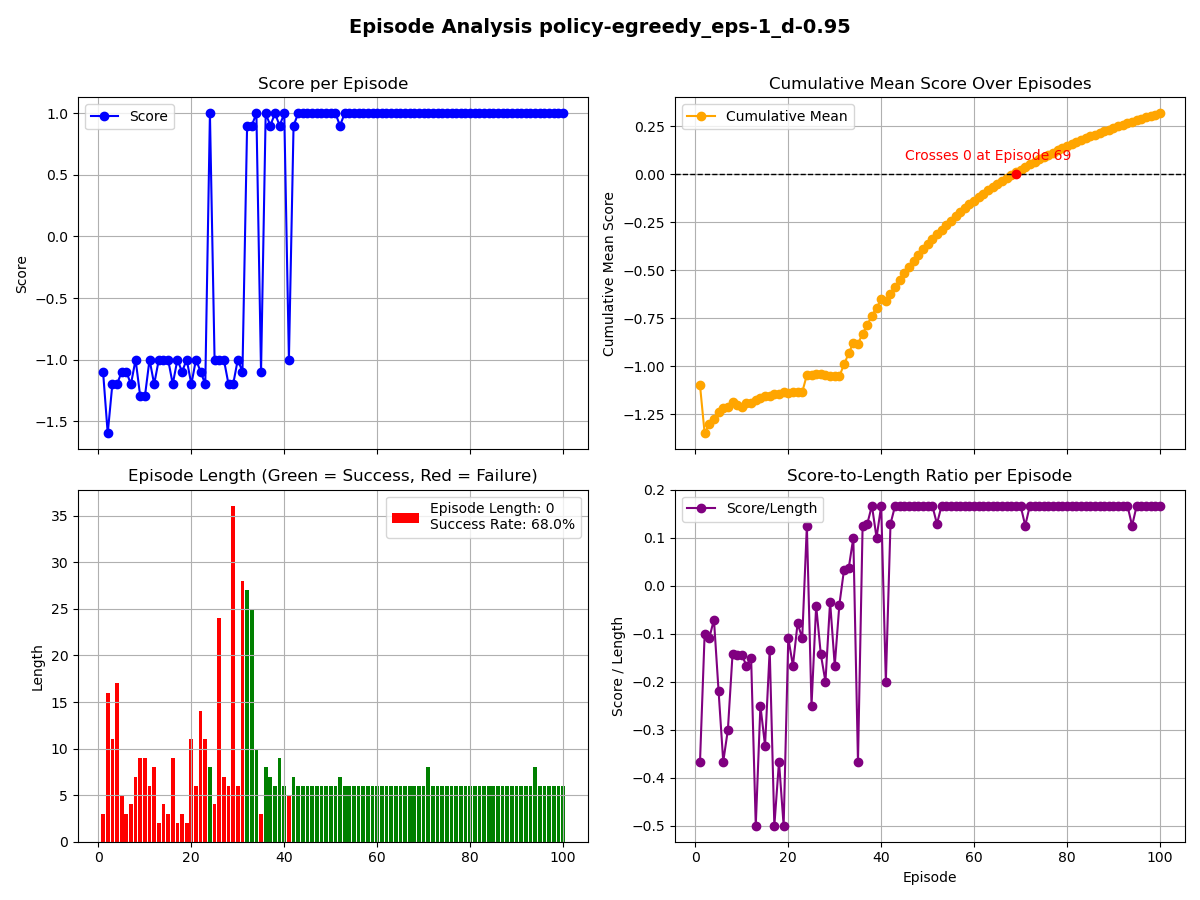 Episode Analysis policy-egreedy_eps-1_d-0.95
Score per Episode
Score
1.0
0.5
0.0
−0.5
−1.0
−1.5
Score
Cumulative Mean Score Over Episodes
Cumulative Mean
Crosses 0 at Episode 69
0.25
0.00
−0.25
−0.50
−0.75
−1.00
−1.25
Cumulative Mean Score
Episode Length (Green = Success, Red = Failure)
Episode Length: 0
Success Rate: 68.0%
35
30
25
20
15
10
5
0
Length
0 20 40 60 80 100
Score-to-Length Ratio per Episode
Score/Length
0.2
0.1
0.0
−0.1
−0.2
−0.3
−0.4
−0.5
Score / Length
0 20 40 60 80 100
Episode